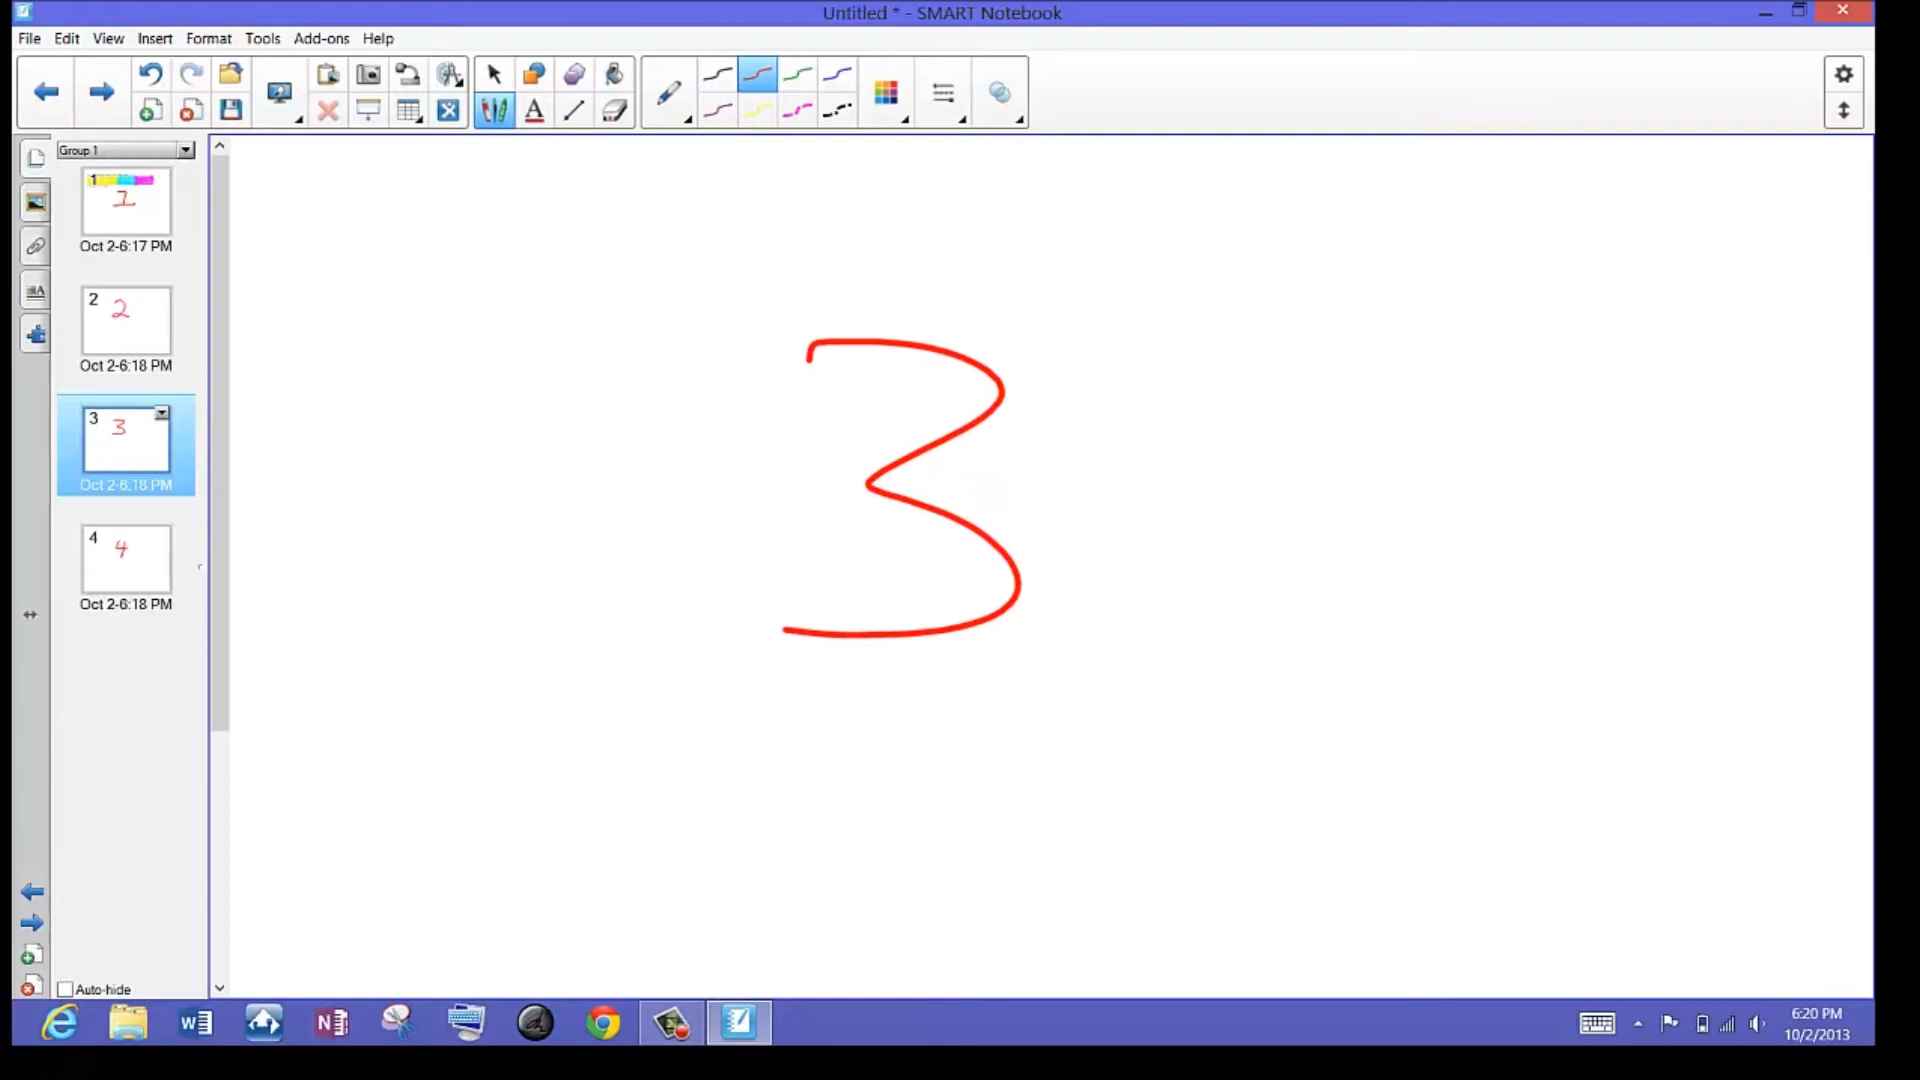 Untitled * - SMART Notebook
File Edit View Insert Format Tools Add-ons Help
Group 1
1
1
Oct 2-6:17 PM
2
2
Oct 2-6:18 PM
3
3
Oct 2-6:18 PM
4
4
Oct 2-6:18 PM
3
Auto-hide
6:20 PM
10/2/2013